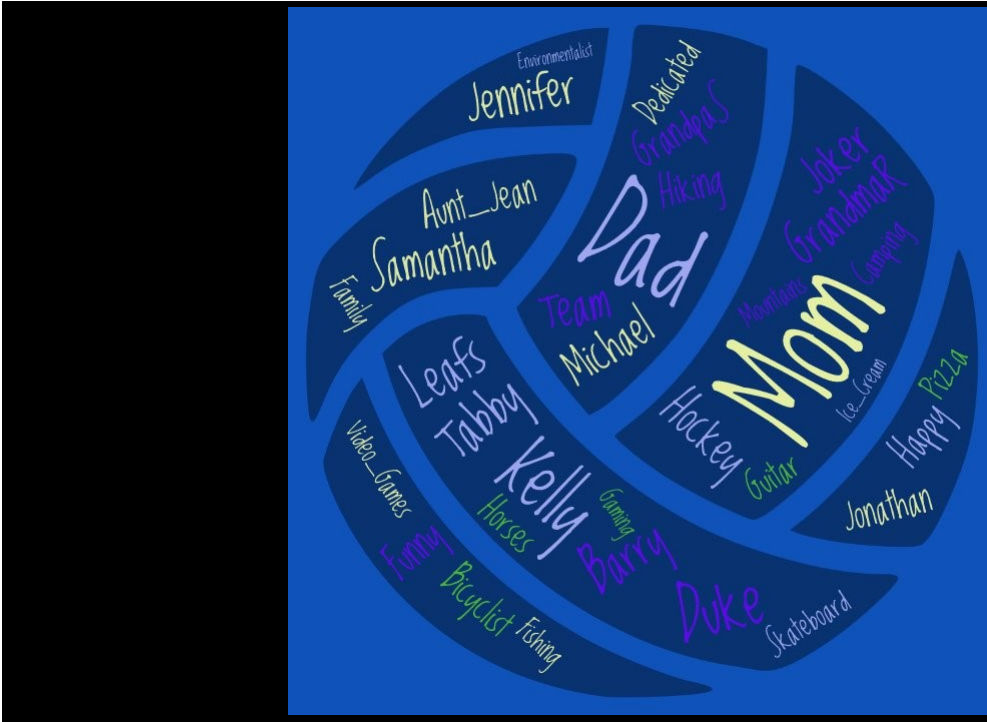 Environmentalist
Jennifer
Dedicated
GrandpaS
Hiking
Dad
Team
Michael
Joker
GrandmaR
Camping
Mountains
Mom
Ice_Cream
Hockey
Guitar
Aunt_Jean
Samantha
Family
Leafs
Tabby
Kelly
Horses
Gaming
Barry
Duke
Skateboard
Pizza
Happy
Jonathan
Video_Games
Funny
Bicyclist
Fishing